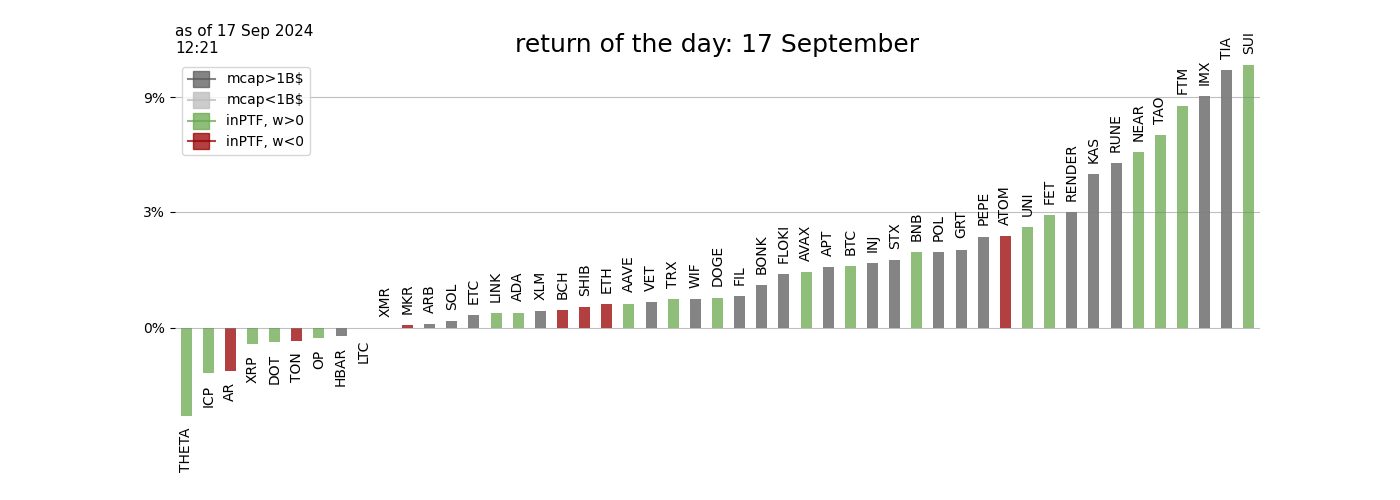 as of 17 Sep 2024
12:21
return of the day: 17 September
mcap>1B$
mcap<1B$
inPTF, w>0
inPTF, w<0
9%
3%
0%
THETA
ICP
AR
XRP
DOT
TON
OP
HBAR
LTC
XMR
MKR
ARB
SOL
ETC
LINK
ADA
XLM
BCH
SHIB
ETH
AAVE
VET
TRX
WIF
DOGE
FIL
BONK
FLOKI
AVAX
APT
BTC
INJ
STX
BNB
POL
GRT
PEPE
ATOM
UNI
FET
RENDER
KAS
RUNE
NEAR
TAO
FTM
IMX
TIA
SUI